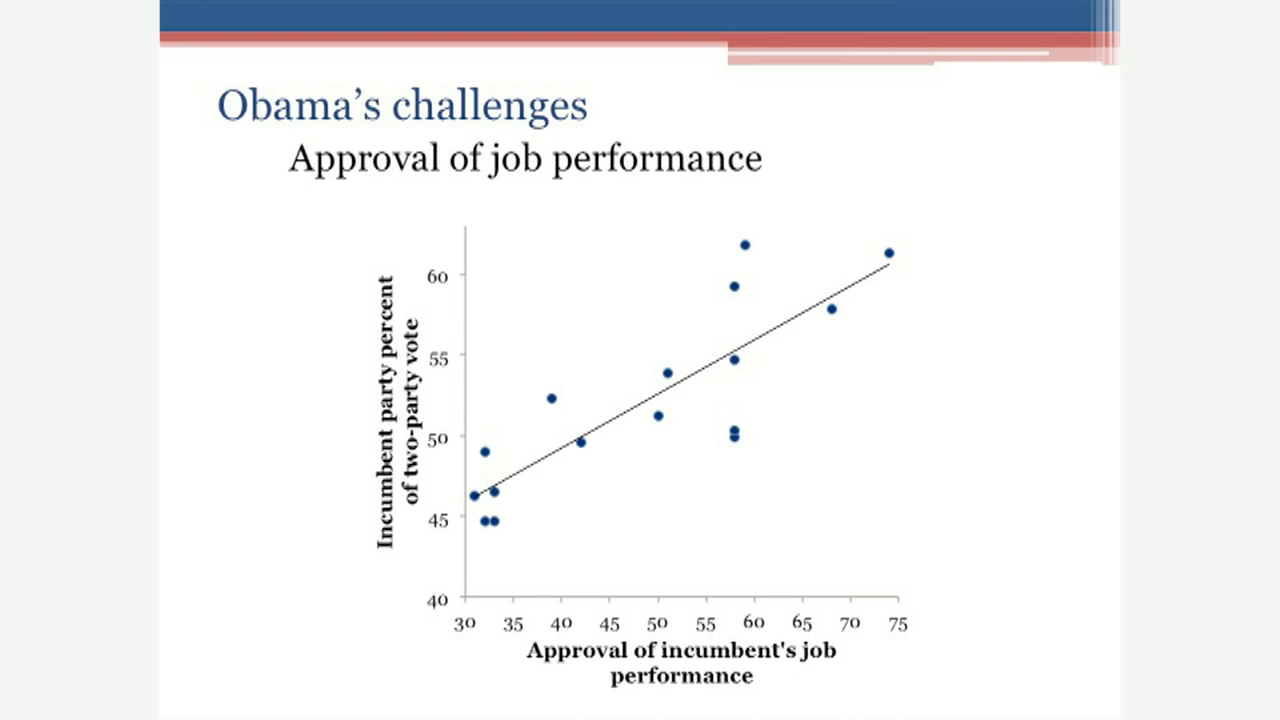 Obama’s challenges
Approval of job performance
Incumbent party percent
of two-party vote
60
55
50
45
40
30 35 40 45 50 55 60 65 70 75
Approval of incumbent's job
performance